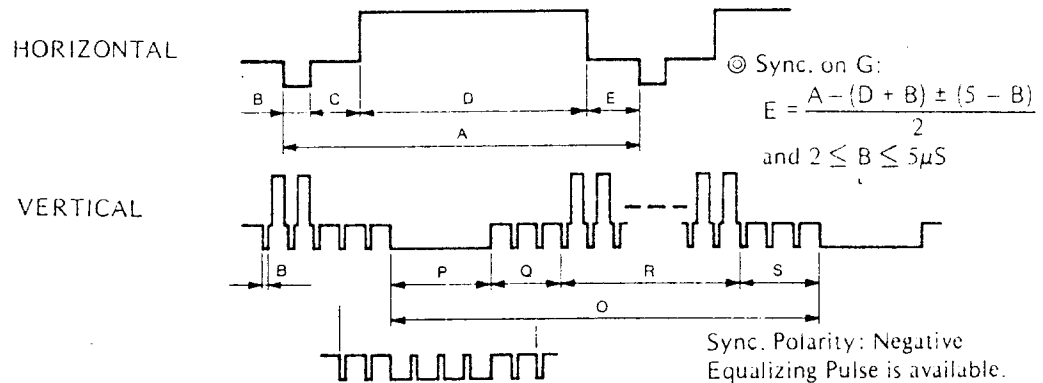 HORIZONTAL
B C D E
A
◎ Sync. on G:
E = A – (D + B) ± (5 – B) / 2
and 2 ≤ B ≤ 5μS
VERTICAL
B P Q R S
O
Sync. Polarity: Negative
Equalizing Pulse is available.